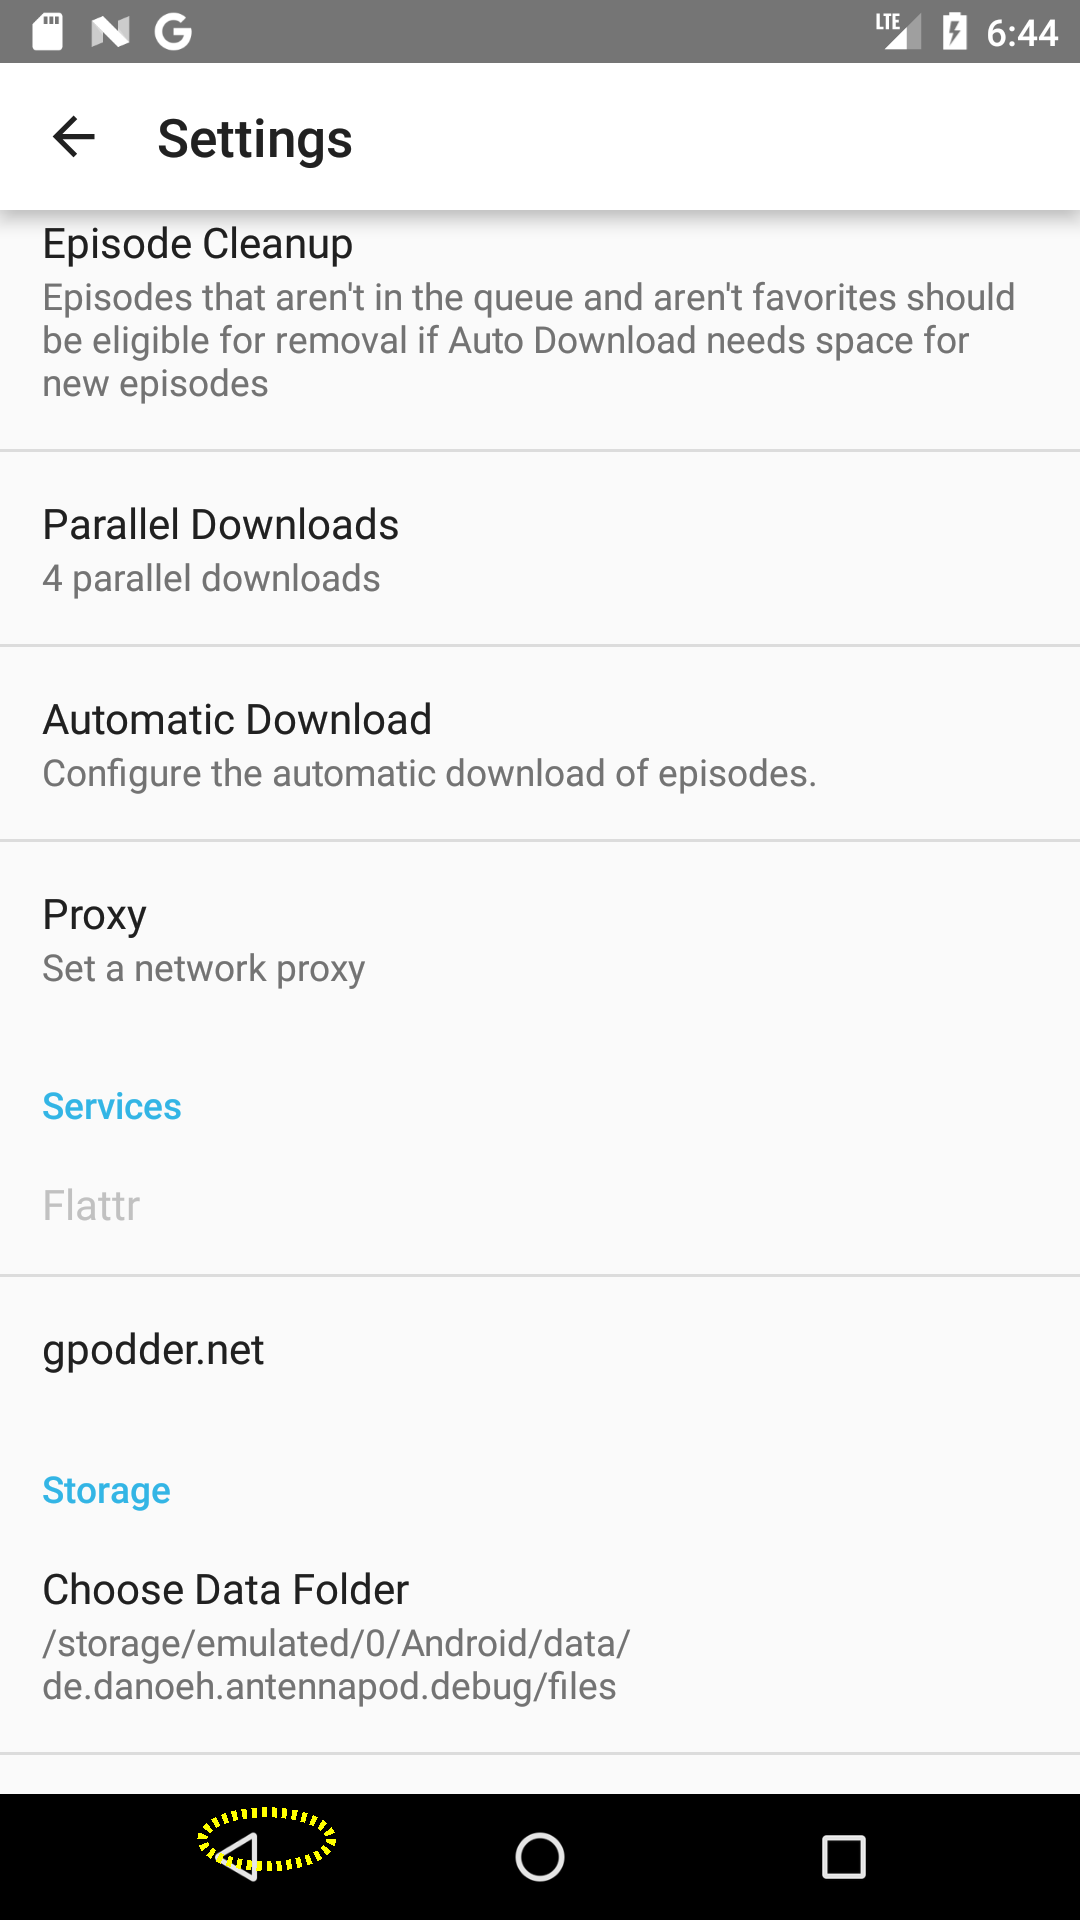 LTE 6:44
Settings
Episode Cleanup
Episodes that aren't in the queue and aren't favorites should
be eligible for removal if Auto Download needs space for
new episodes
Parallel Downloads
4 parallel downloads
Automatic Download
Configure the automatic download of episodes.
Proxy
Set a network proxy
Services
Flattr
gpodder.net
Storage
Choose Data Folder
/storage/emulated/0/Android/data/
de.danoeh.antennapod.debug/files